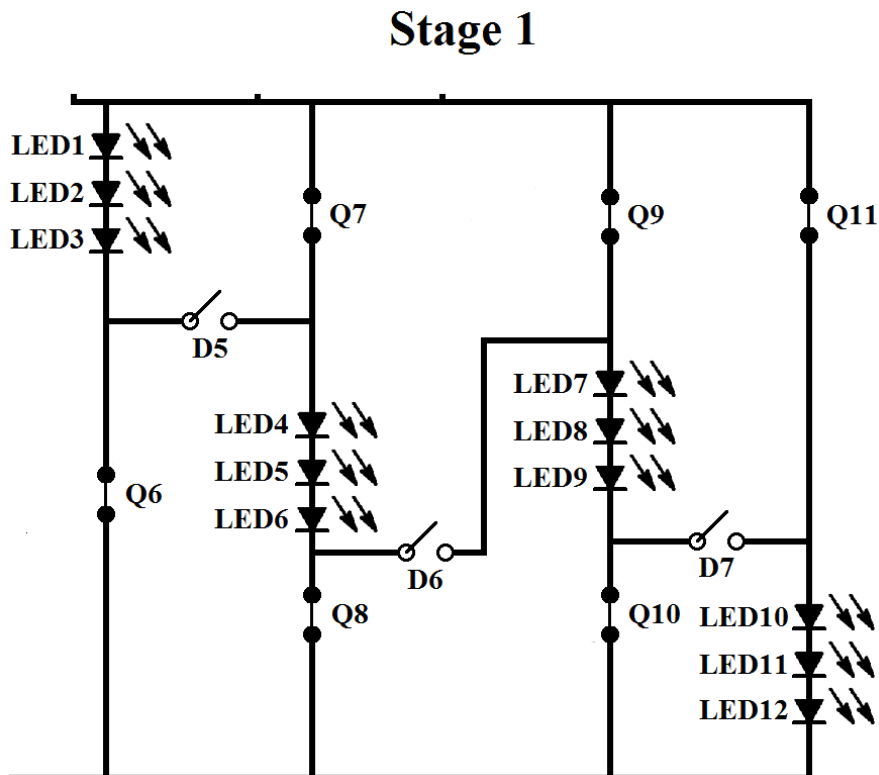 Stage 1
LED1
LED2
LED3
Q7
Q9
Q11
D5
LED4
LED5
LED6
LED7
LED8
LED9
Q6
D6
D7
Q8
Q10
LED10
LED11
LED12